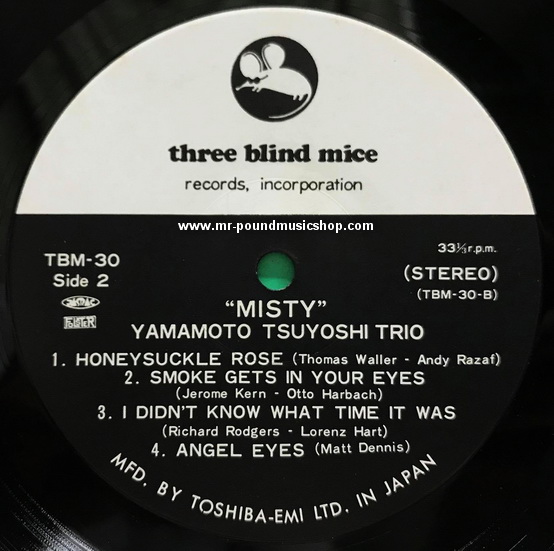 three blind mice
records, incorporation
www.mr-poundmusicshop.com
TBM-30
Side 2
33⅓ r.p.m.
(STEREO)
(TBM-30-B)
"MISTY"
YAMAMOTO TSUYOSHI TRIO
1. HONEYSUCKLE ROSE (Thomas Waller - Andy Razaf)
2. SMOKE GETS IN YOUR EYES
(Jerome Kern - Otto Harbach)
3. I DIDN'T KNOW WHAT TIME IT WAS
(Richard Rodgers - Lorenz Hart)
4. ANGEL EYES (Matt Dennis)
MFD. BY TOSHIBA-EMI LTD. IN JAPAN